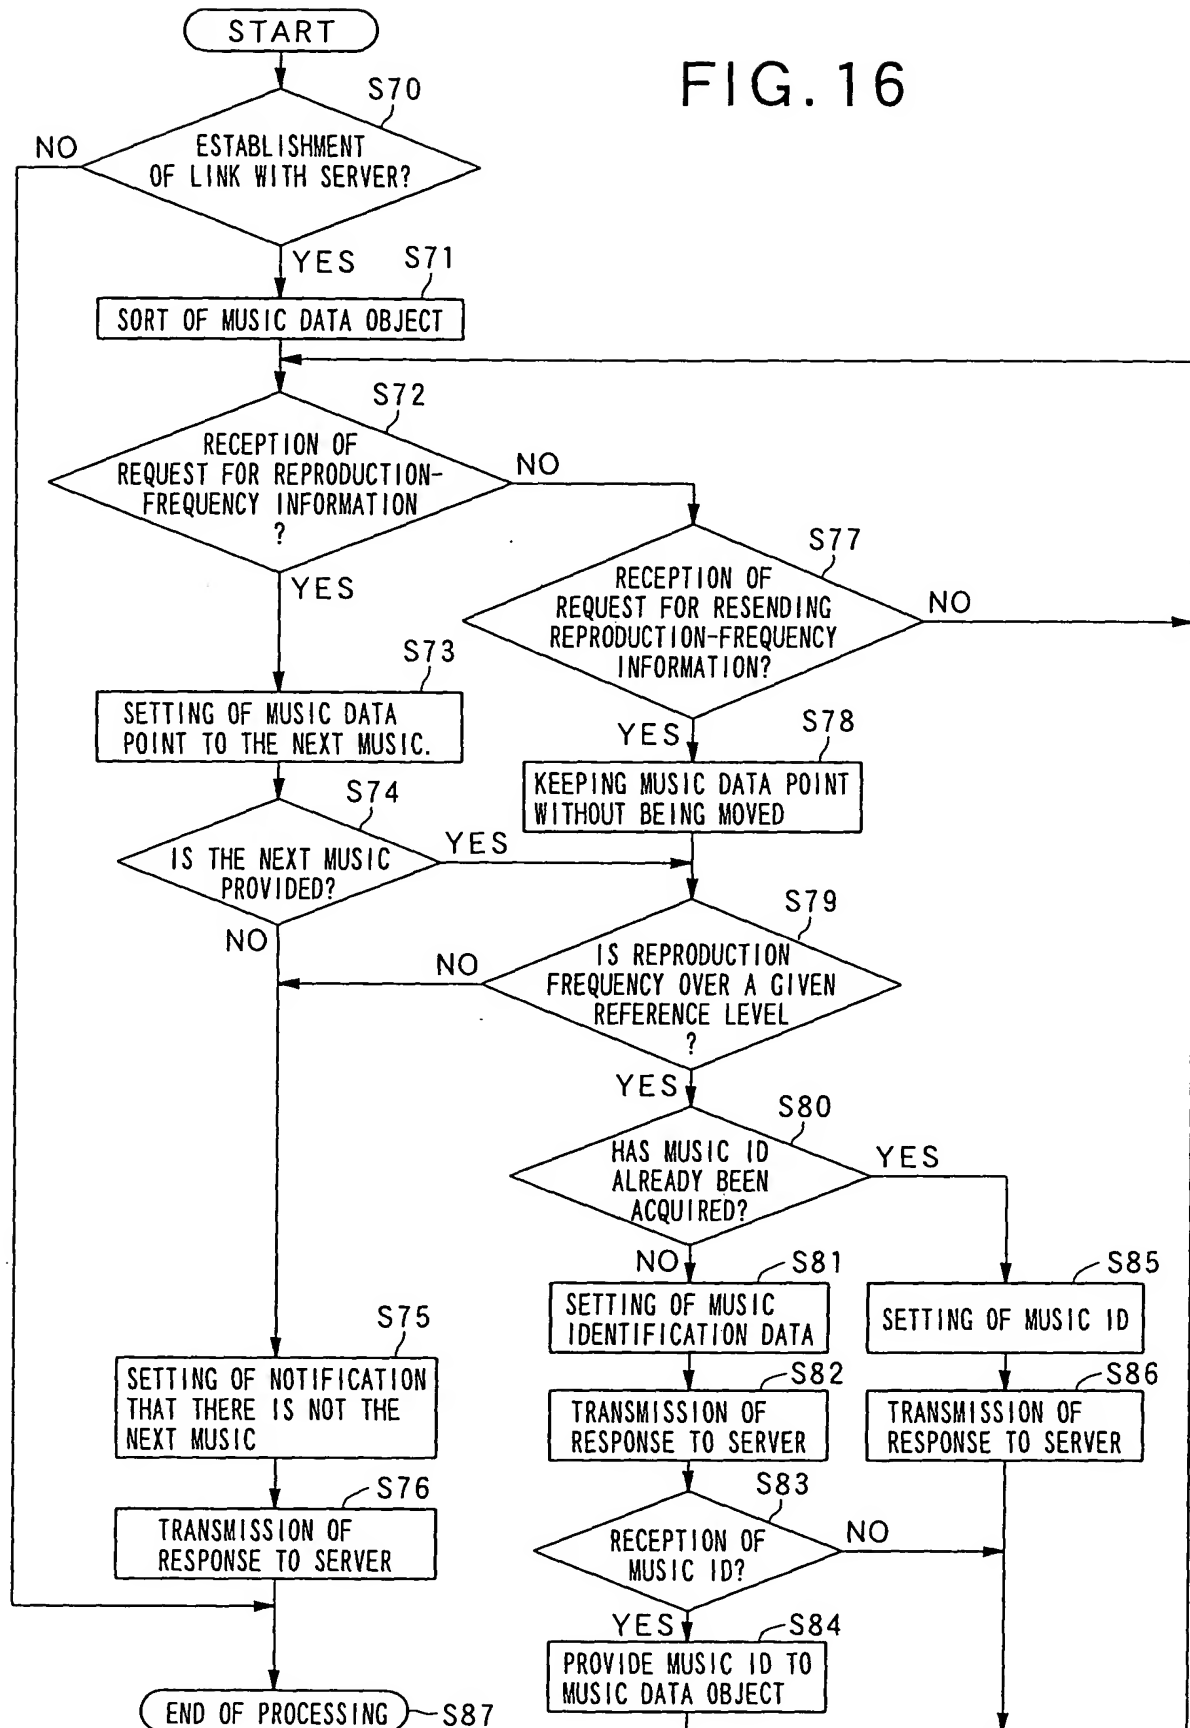 START
FIG.16
S70
NO
ESTABLISHMENT
OF LINK WITH SERVER?
YES
S71
SORT OF MUSIC DATA OBJECT
S72
RECEPTION OF
REQUEST FOR REPRODUCTION-
FREQUENCY INFORMATION
?
NO
YES
S77
RECEPTION OF
REQUEST FOR RESENDING
REPRODUCTION-FREQUENCY
INFORMATION?
NO
S73
SETTING OF MUSIC DATA
POINT TO THE NEXT MUSIC.
YES
S78
KEEPING MUSIC DATA POINT
WITHOUT BEING MOVED
S74
IS THE NEXT MUSIC
PROVIDED?
YES
NO
S79
IS REPRODUCTION
FREQUENCY OVER A GIVEN
REFERENCE LEVEL
?
NO
YES
S80
HAS MUSIC ID
ALREADY BEEN
ACQUIRED?
YES
NO
S81
SETTING OF MUSIC
IDENTIFICATION DATA
S85
SETTING OF MUSIC ID
S75
SETTING OF NOTIFICATION
THAT THERE IS NOT THE
NEXT MUSIC
S82
TRANSMISSION OF
RESPONSE TO SERVER
S86
TRANSMISSION OF
RESPONSE TO SERVER
S76
TRANSMISSION OF
RESPONSE TO SERVER
S83
RECEPTION OF
MUSIC ID?
NO
YES
S84
PROVIDE MUSIC ID TO
MUSIC DATA OBJECT
END OF PROCESSING
S87